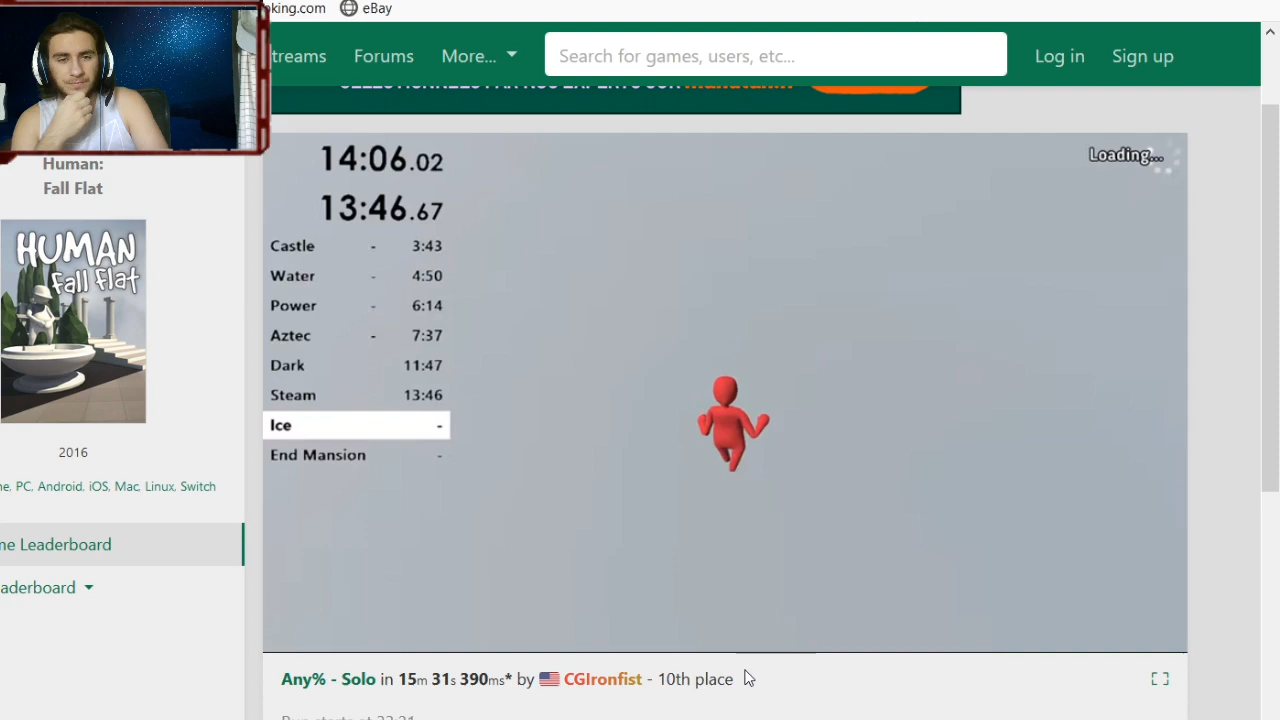 oking.com eBay
treams Forums More... Search for games, users, etc... Log in Sign up
Human:
Fall Flat
HUMAN
fall flat
2016
ne, PC, Android, iOS, Mac, Linux, Switch
me Leaderboard
aderboard
14:06.02
13:46.67
Castle - 3:43
Water - 4:50
Power - 6:14
Aztec - 7:37
Dark 11:47
Steam 13:46
Ice -
End Mansion -
Loading...
Any% - Solo in 15m 31s 390ms* by CGIronfist - 10th place